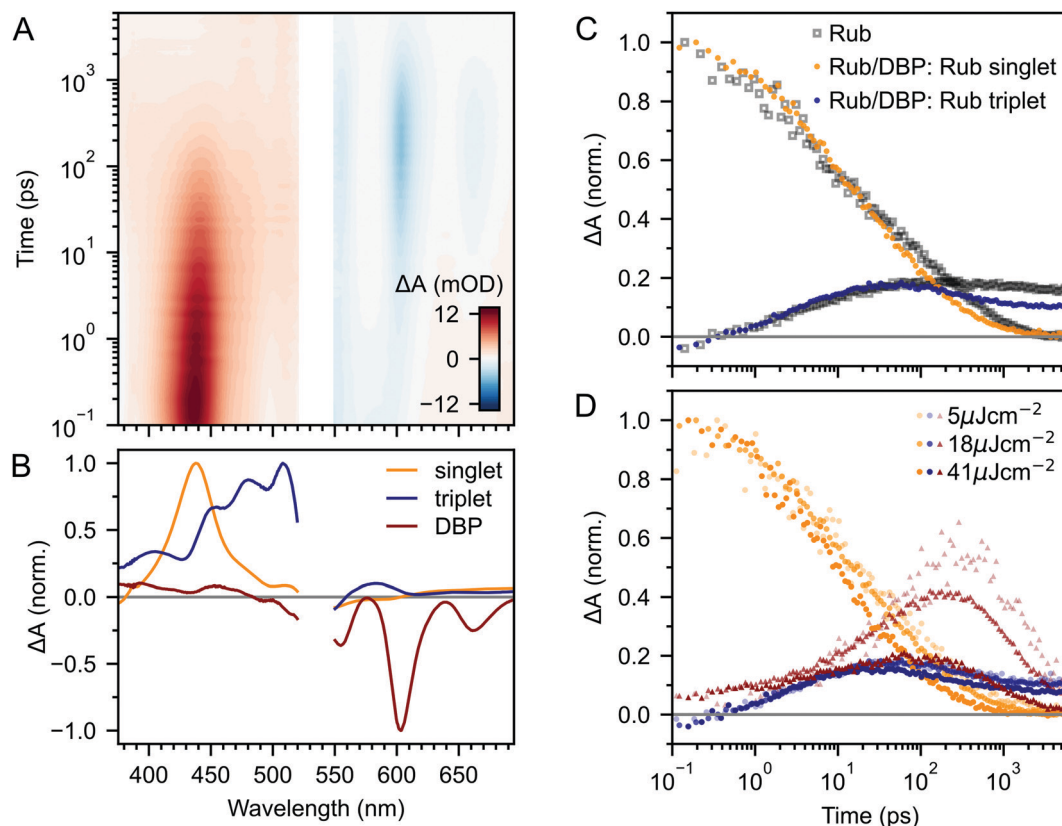 A
Time (ps)
10³
10²
10¹
10⁰
10⁻¹
ΔA (mOD)
12
0
−12
B
ΔA (norm.)
1.0
0.5
0.0
−0.5
−1.0
singlet
triplet
DBP
400 450 500 550 600 650
Wavelength (nm)
C
ΔA (norm.)
1.0
0.8
0.6
0.4
0.2
0.0
Rub
Rub/DBP: Rub singlet
Rub/DBP: Rub triplet
D
ΔA (norm.)
1.0
0.8
0.6
0.4
0.2
0.0
5μJcm⁻²
18μJcm⁻²
41μJcm⁻²
10⁻¹ 10⁰ 10¹ 10² 10³
Time (ps)